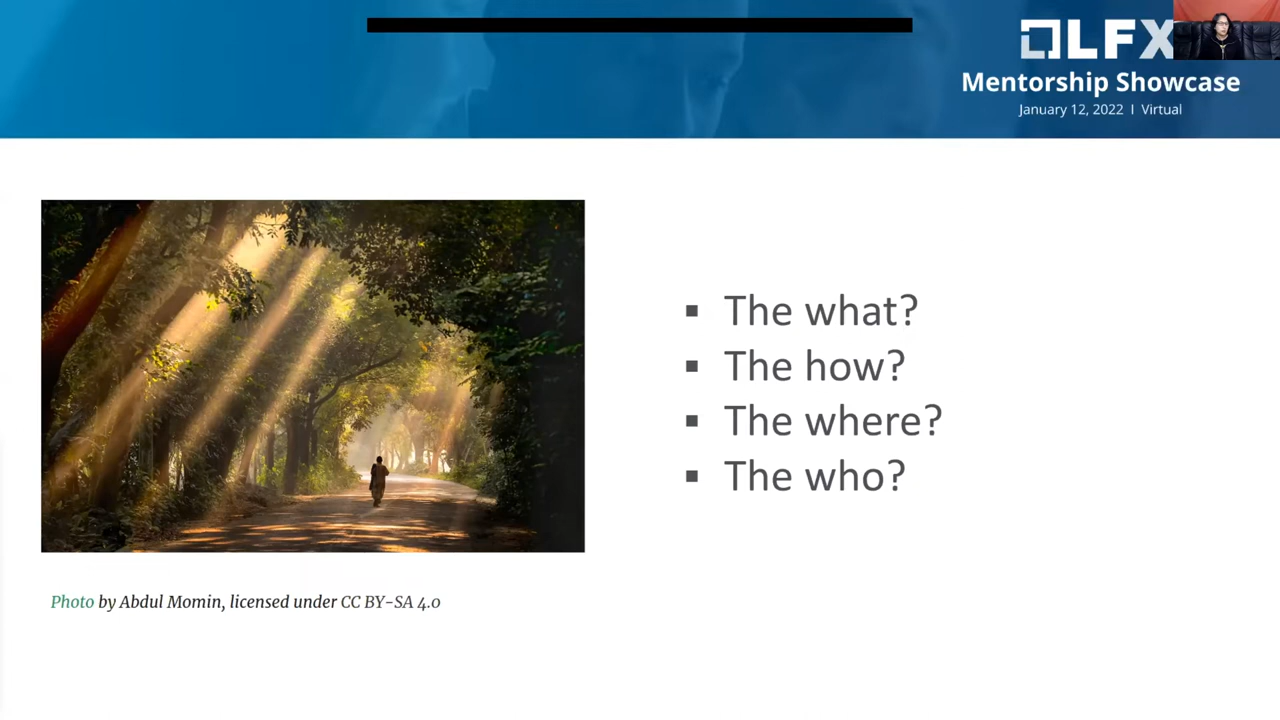 LFX
Mentorship Showcase
January 12, 2022 | Virtual
▪ The what?
▪ The how?
▪ The where?
▪ The who?
Photo by Abdul Momin, licensed under CC BY-SA 4.0